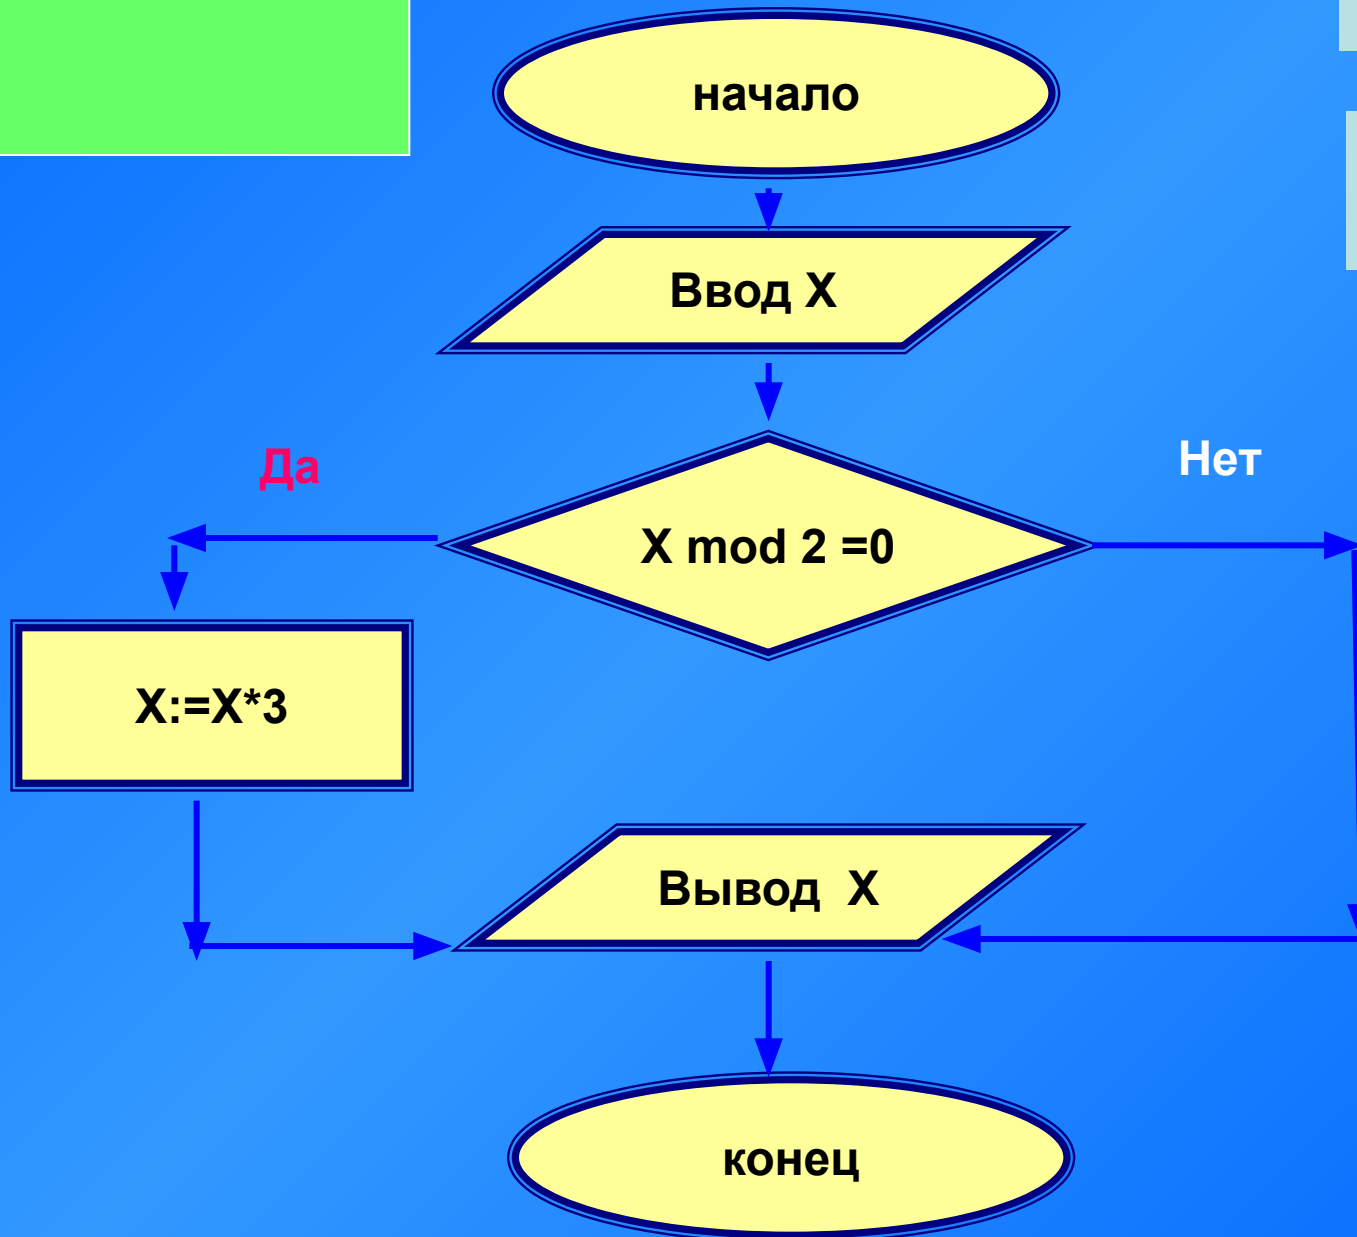 начало
Ввод X
Да
Нет
X mod 2 =0
X:=X*3
Вывод  X
конец